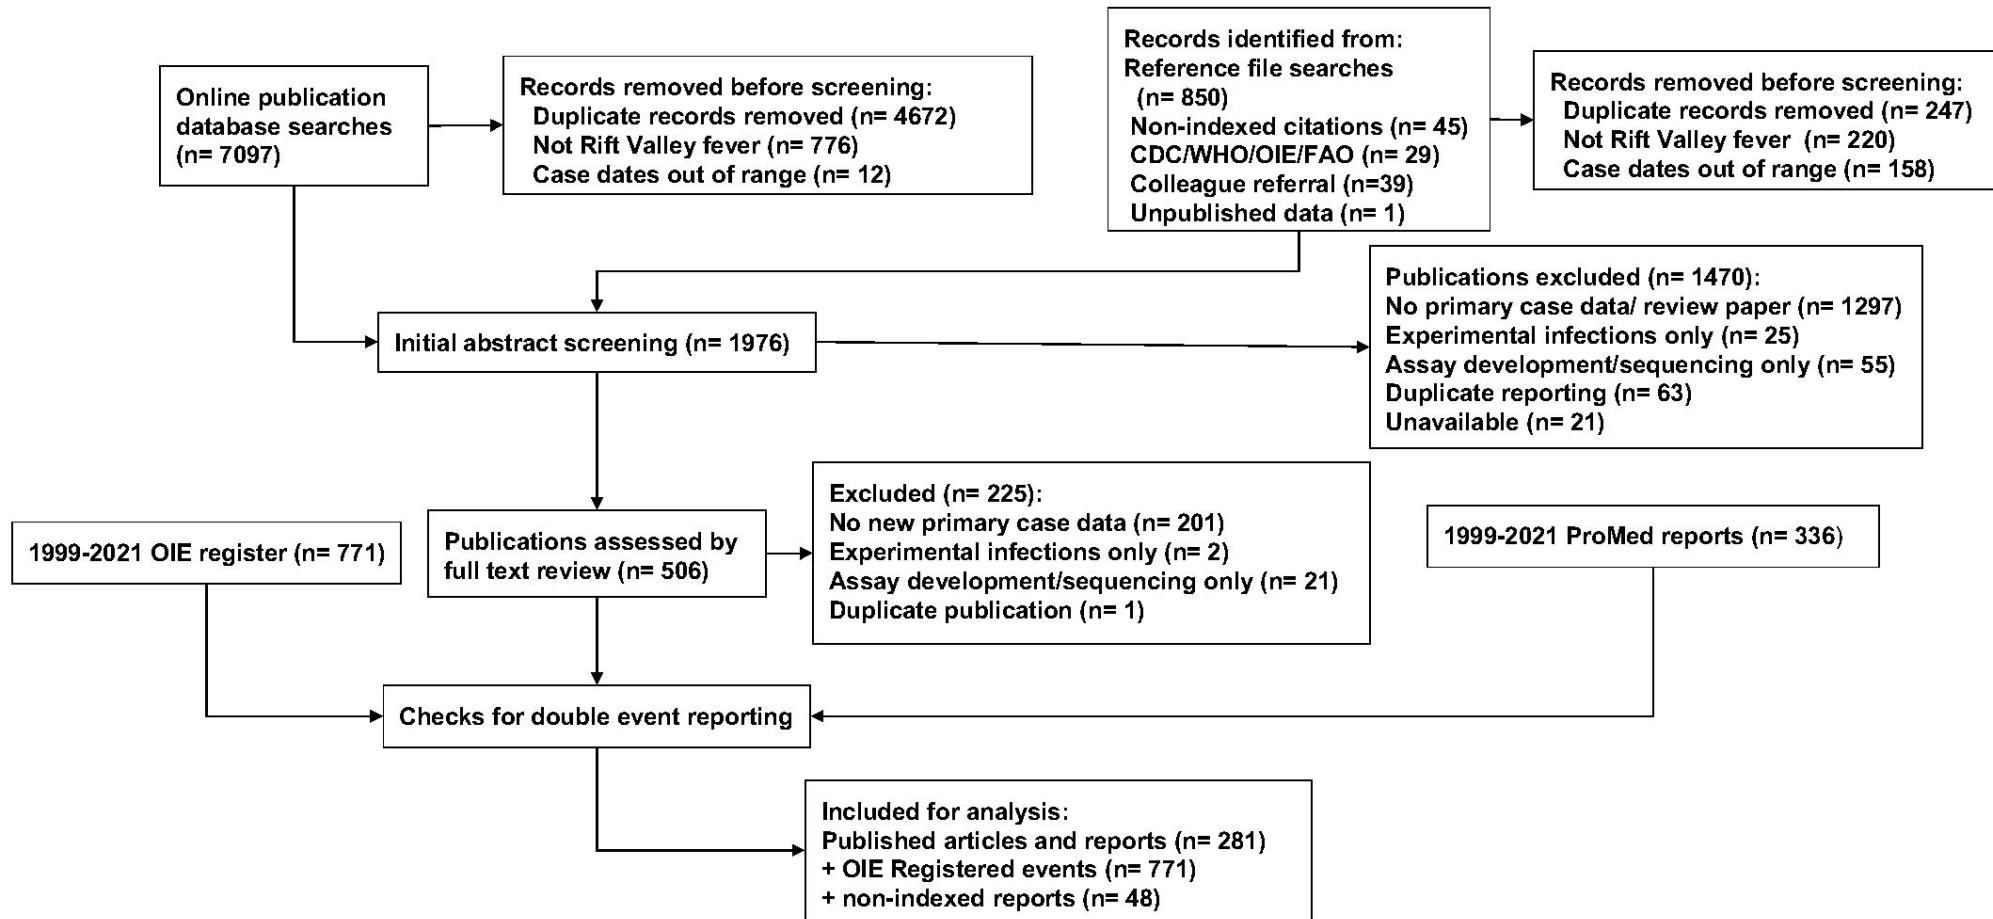 Online publication
database searches
(n= 7097)
Records removed before screening:
Duplicate records removed (n= 4672)
Not Rift Valley fever (n= 776)
Case dates out of range (n= 12)
Records identified from:
Reference file searches
(n= 850)
Non-indexed citations (n= 45)
CDC/WHO/OIE/FAO (n= 29)
Colleague referral (n=39)
Unpublished data (n= 1)
Records removed before screening:
Duplicate records removed (n= 247)
Not Rift Valley fever (n= 220)
Case dates out of range (n= 158)
Initial abstract screening (n= 1976)
Publications excluded (n= 1470):
No primary case data/ review paper (n= 1297)
Experimental infections only (n= 25)
Assay development/sequencing only (n= 55)
Duplicate reporting (n= 63)
Unavailable (n= 21)
1999-2021 OIE register (n= 771)
Publications assessed by
full text review (n= 506)
Excluded (n= 225):
No new primary case data (n= 201)
Experimental infections only (n= 2)
Assay development/sequencing only (n= 21)
Duplicate publication (n= 1)
1999-2021 ProMed reports (n= 336)
Checks for double event reporting
Included for analysis:
Published articles and reports (n= 281)
+ OIE Registered events (n= 771)
+ non-indexed reports (n= 48)